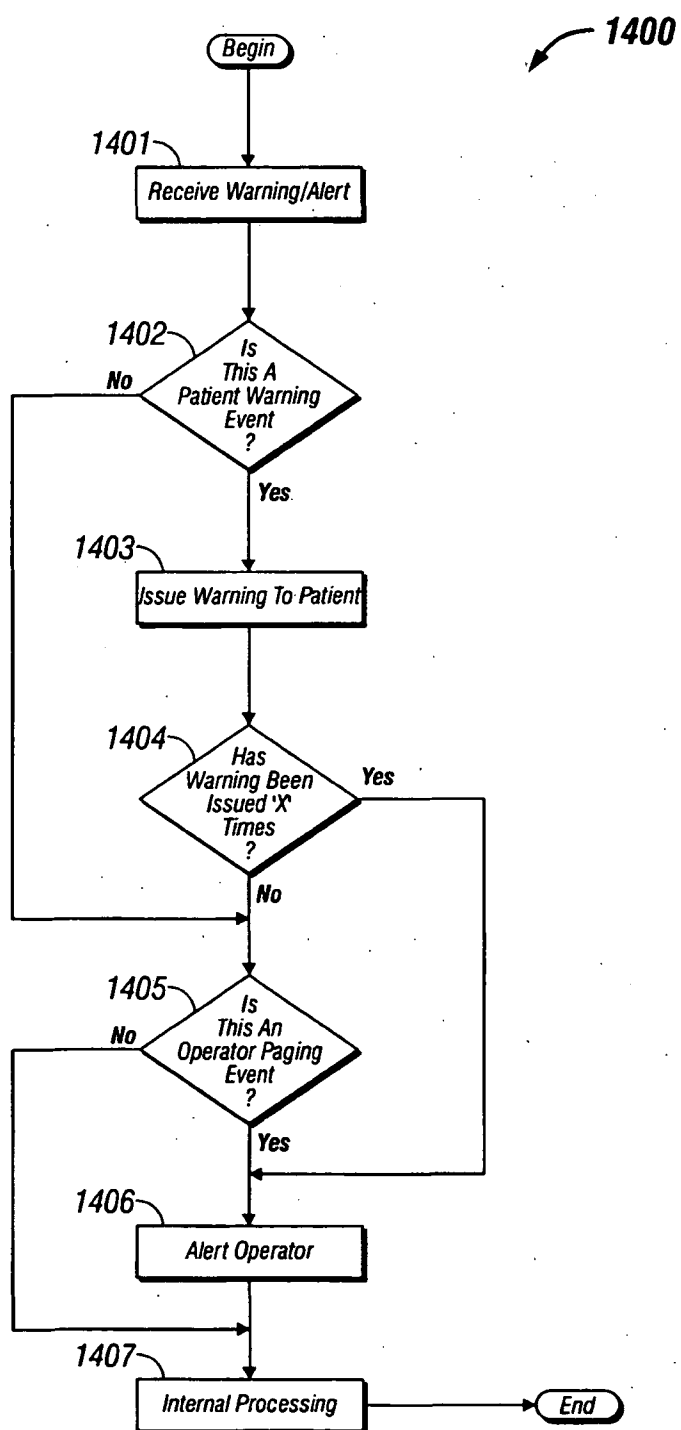 1400
Begin
1401
Receive Warning/Alert
1402
Is
This A
Patient Warning
Event
?
No
Yes
1403
Issue Warning To Patient
1404
Has
Warning Been
Issued 'X'
Times
?
Yes
No
1405
Is
This An
Operator Paging
Event
?
No
Yes
1406
Alert Operator
1407
Internal Processing
End